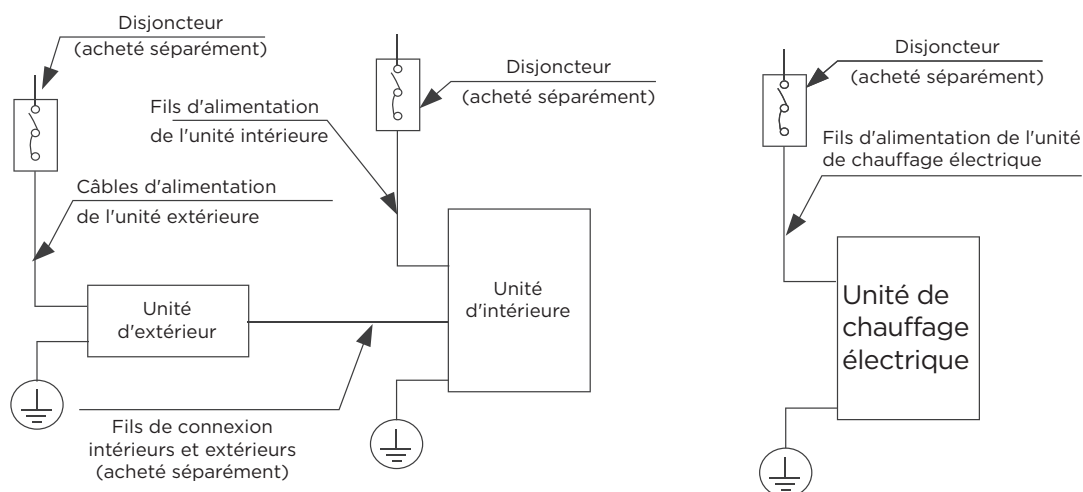 Disjoncteur
(acheté séparément)
Disjoncteur
(acheté séparément)
Fils d'alimentation
de l'unité intérieure
Câbles d'alimentation
de l'unité extérieure
Unité
d'extérieur
Unité
d'intérieure
Fils de connexion
intérieurs et extérieurs
(acheté séparément)
Disjoncteur
(acheté séparément)
Fils d'alimentation de l'unité
de chauffage électrique
Unité de
chauffage
électrique